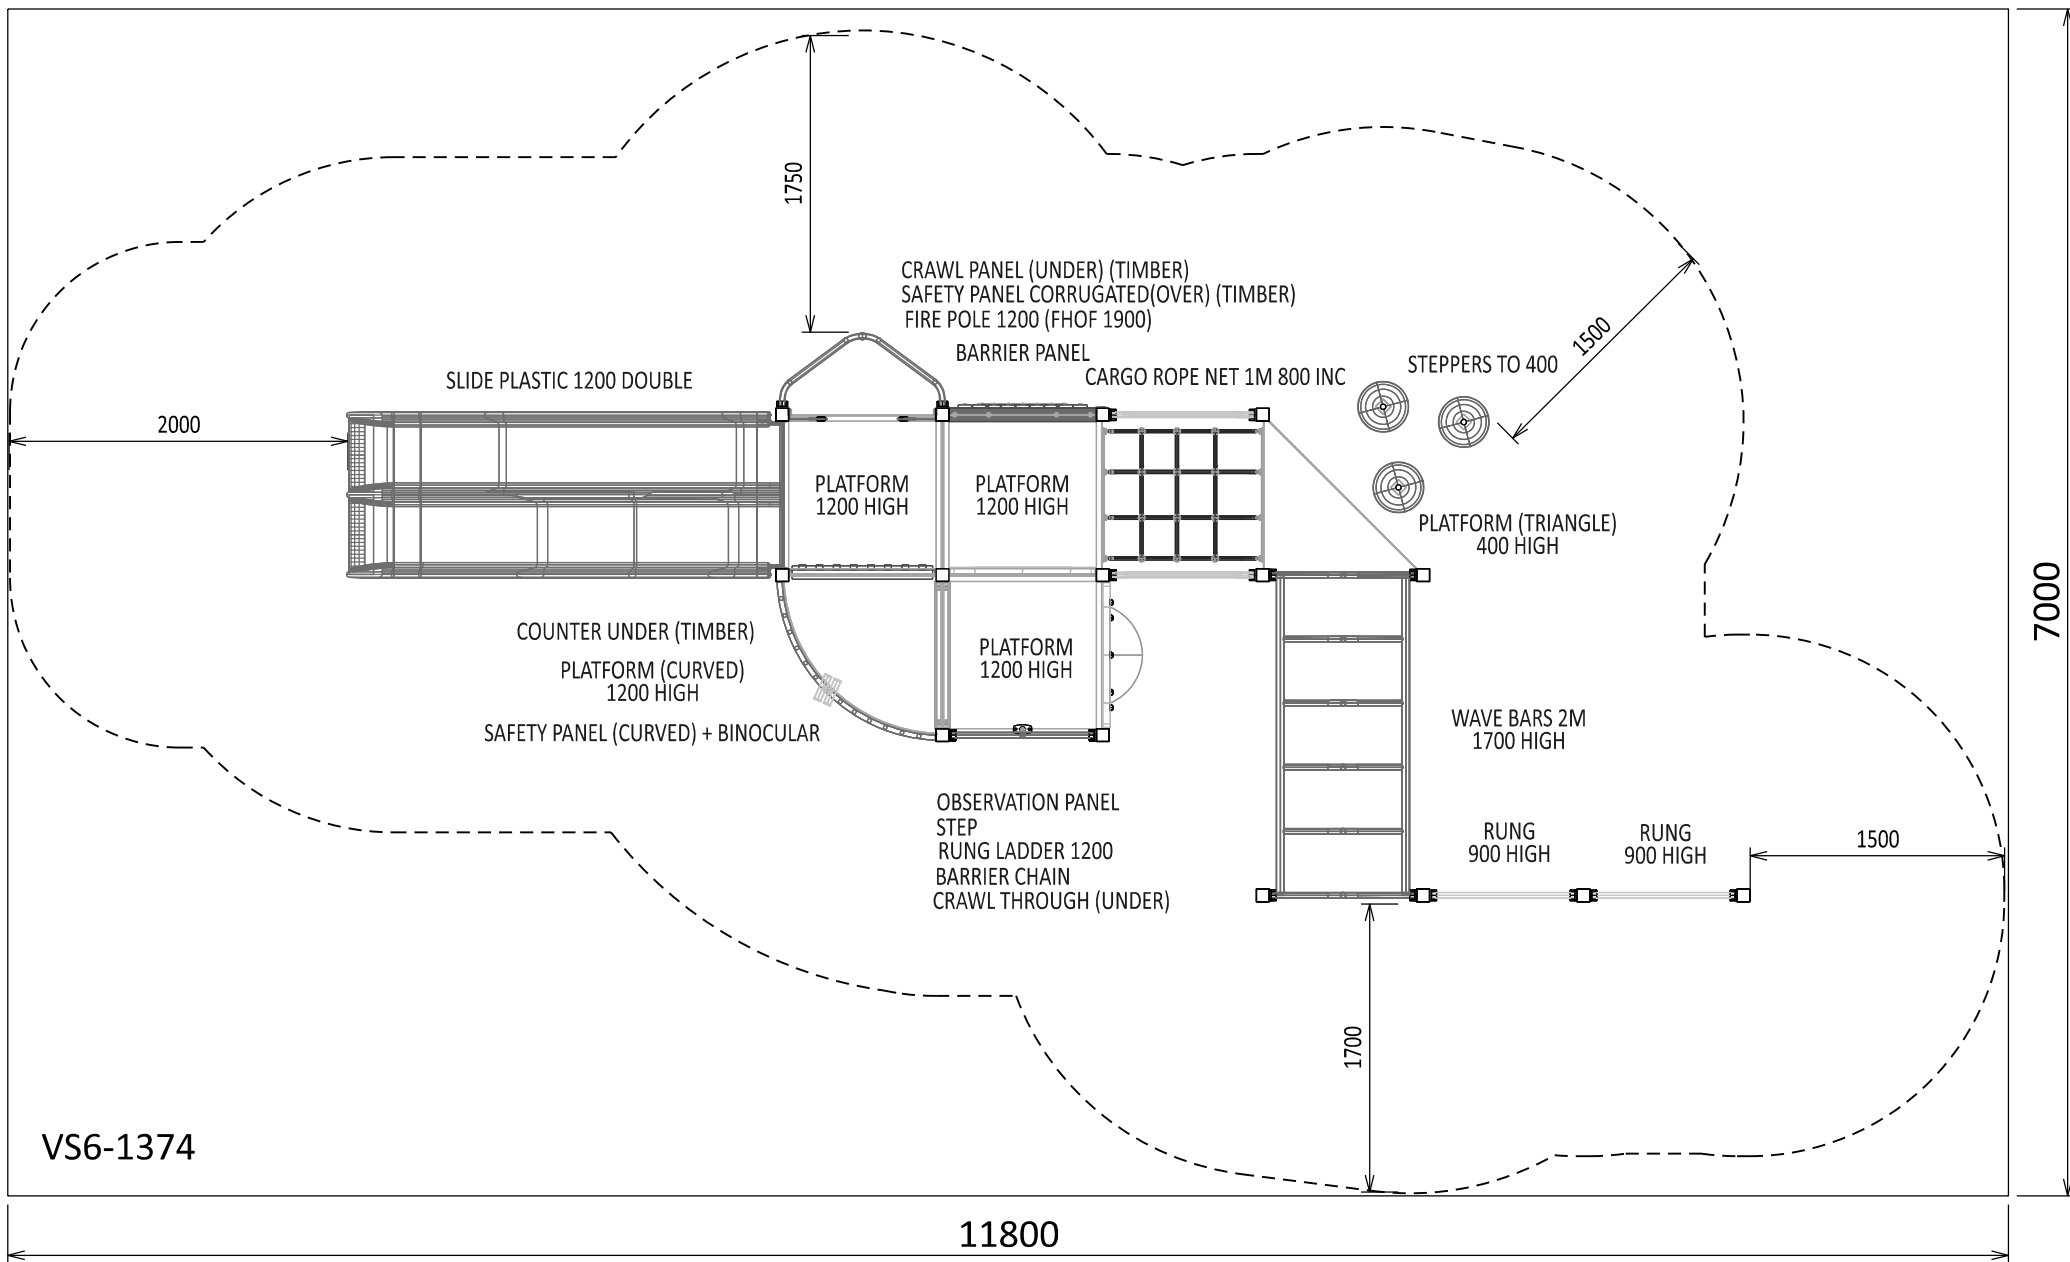 1750
CRAWL PANEL (UNDER) (TIMBER)
SAFETY PANEL CORRUGATED(OVER) (TIMBER)
FIRE POLE 1200 (FHOF 1900)
BARRIER PANEL
CARGO ROPE NET 1M 800 INC
SLIDE PLASTIC 1200 DOUBLE
STEPPERS TO 400
1500
2000
PLATFORM
1200 HIGH
PLATFORM
1200 HIGH
PLATFORM (TRIANGLE)
400 HIGH
7000
COUNTER UNDER (TIMBER)
PLATFORM (CURVED)
1200 HIGH
SAFETY PANEL (CURVED) + BINOCULAR
PLATFORM
1200 HIGH
WAVE BARS 2M
1700 HIGH
OBSERVATION PANEL
STEP
RUNG LADDER 1200
BARRIER CHAIN
CRAWL THROUGH (UNDER)
RUNG
900 HIGH
RUNG
900 HIGH
1500
1700
VS6-1374
11800